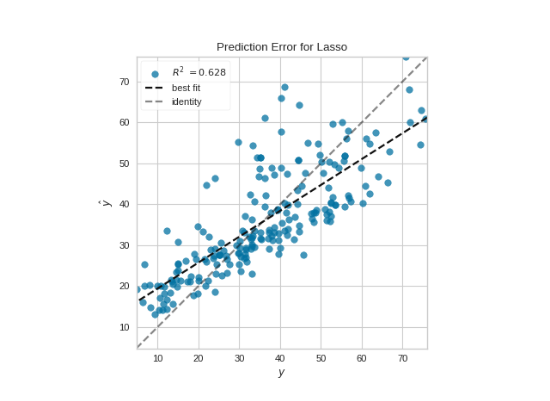 Prediction Error for Lasso
R² = 0.628
best fit
identity
70
60
50
40
30
20
10
ŷ
10 20 30 40 50 60 70
y